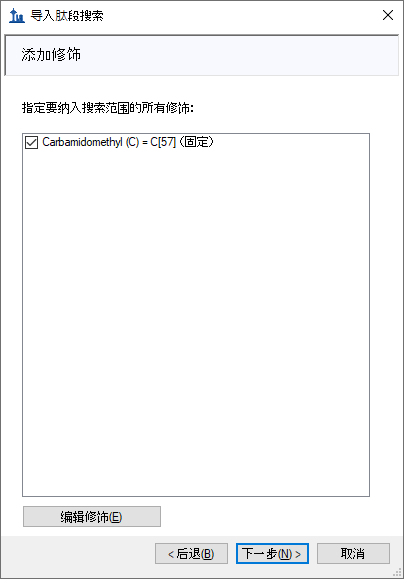 导入肽段搜索
添加修饰
指定要纳入搜索范围的所有修饰:
Carbamidomethyl (C) = C[57] (固定)
编辑修饰(E)
< 后退(B)
下一步(N) >
取消